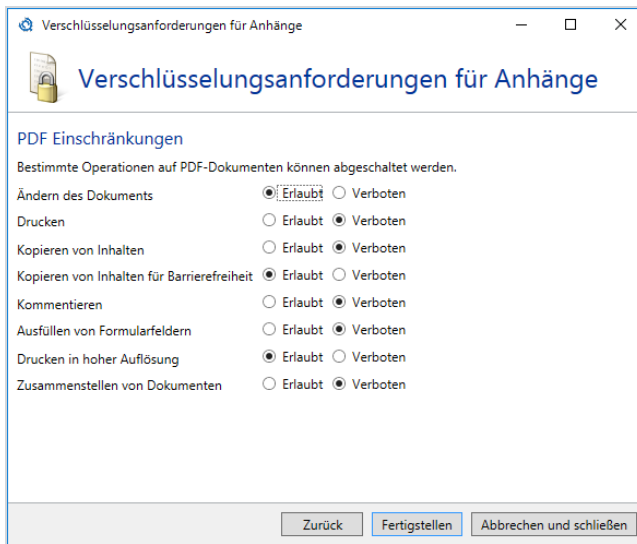 Verschlüsselungsanforderungen für Anhänge
Verschlüsselungsanforderungen für Anhänge
PDF Einschränkungen
Bestimmte Operationen auf PDF-Dokumenten können abgeschaltet werden.
Ändern des Dokuments Erlaubt Verboten
Drucken Erlaubt Verboten
Kopieren von Inhalten Erlaubt Verboten
Kopieren von Inhalten für Barrierefreiheit Erlaubt Verboten
Kommentieren Erlaubt Verboten
Ausfüllen von Formularfeldern Erlaubt Verboten
Drucken in hoher Auflösung Erlaubt Verboten
Zusammenstellen von Dokumenten Erlaubt Verboten
Zurück Fertigstellen Abbrechen und schließen